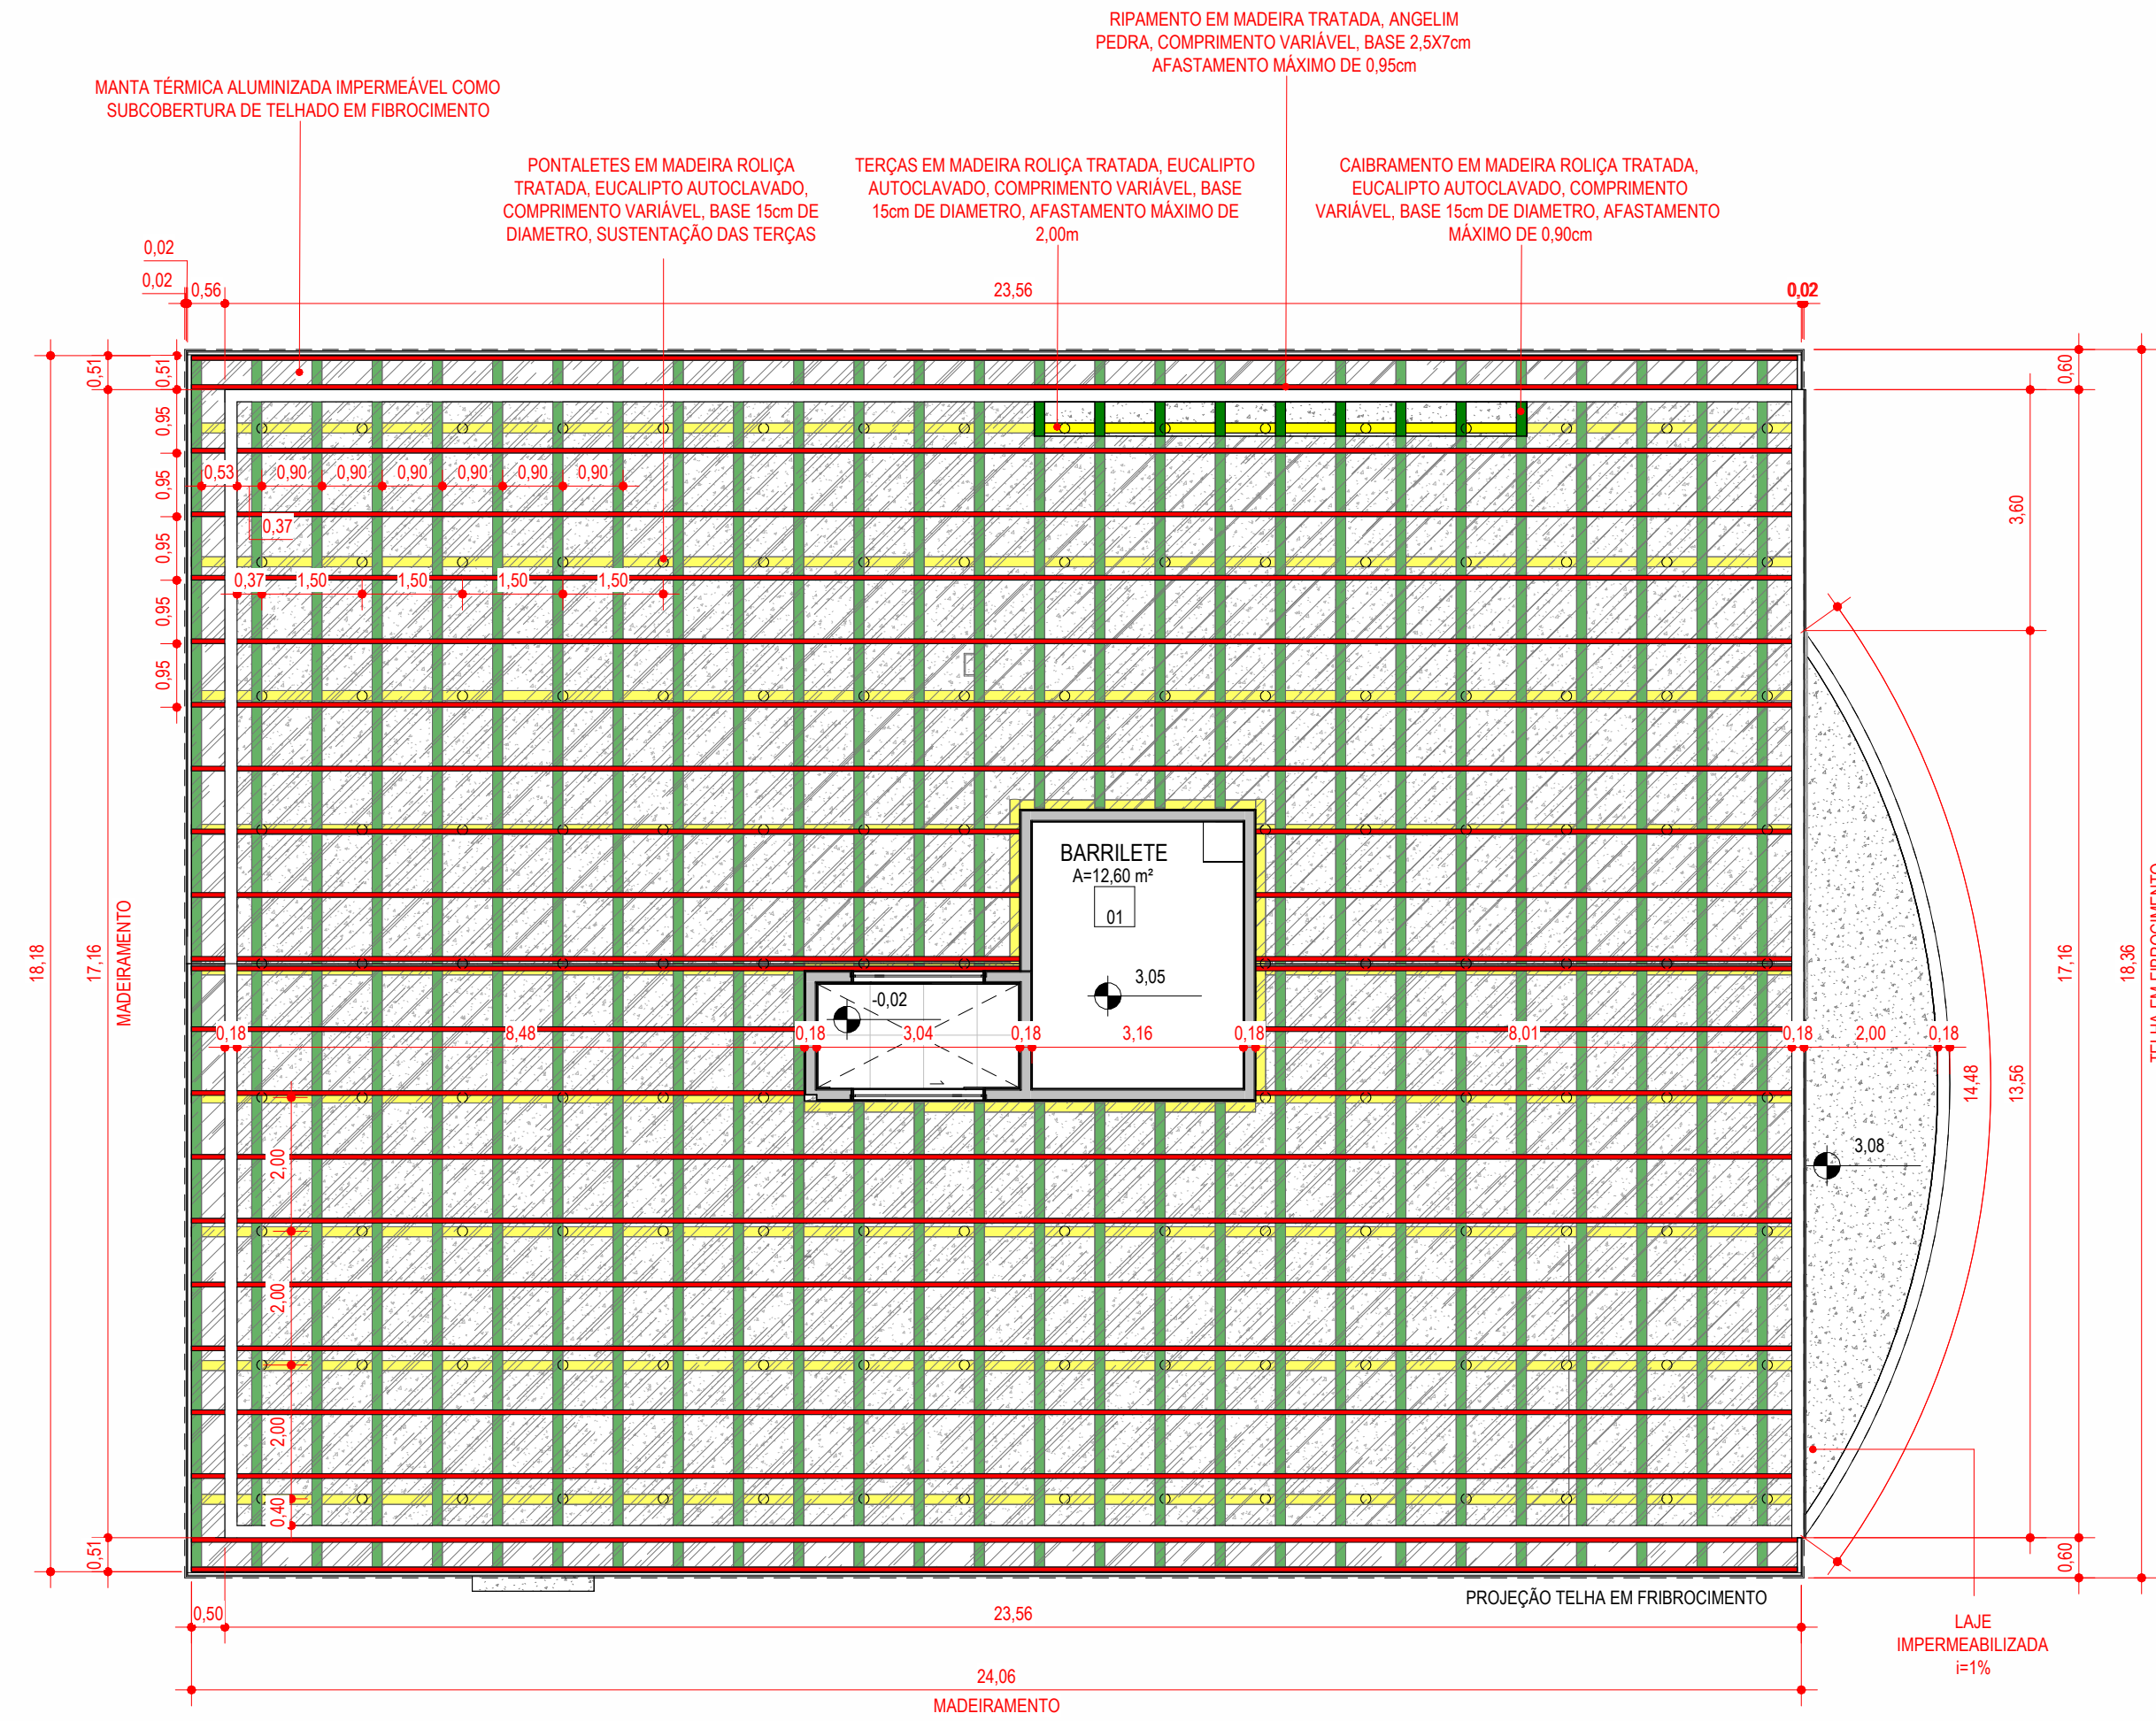 RIPAMENTO EM MADEIRA TRATADA, ANGELIM
PEDRA, COMPRIMENTO VARIÁVEL, BASE 2,5X7cm
AFASTAMENTO MÁXIMO DE 0,95cm
MANTA TÉRMICA ALUMINIZADA IMPERMEÁVEL COMO
SUBCOBERTURA DE TELHADO EM FIBROCIMENTO
PONTALETES EM MADEIRA ROLIÇA
TRATADA, EUCALIPTO AUTOCLAVADO,
COMPRIMENTO VARIÁVEL, BASE 15cm DE
DIAMETRO, SUSTENTAÇÃO DAS TERÇAS
TERÇAS EM MADEIRA ROLIÇA TRATADA, EUCALIPTO
AUTOCLAVADO, COMPRIMENTO VARIÁVEL, BASE
15cm DE DIAMETRO, AFASTAMENTO MÁXIMO DE
2,00m
CAIBRAMENTO EM MADEIRA ROLIÇA TRATADA,
EUCALIPTO AUTOCLAVADO, COMPRIMENTO
VARIÁVEL, BASE 15cm DE DIAMETRO, AFASTAMENTO
MÁXIMO DE 0,90cm
0,02
0,02
0,56
23,56
0,02
0,51
0,51
0,60
0,95
0,95
0,95
0,95
0,95
0,53
0,90
0,90
0,90
0,90
0,90
0,90
0,37
0,37
1,50
1,50
1,50
1,50
3,60
BARRILETE
A=12,60 m²
01
3,05
-0,02
18,18
17,16
MADEIRAMENTO
17,16
18,36
TELHA EM FIBROCIMENTO
0,18
8,48
0,18
3,04
0,18
3,16
0,18
8,01
0,18
2,00
0,18
14,48
13,56
3,08
2,00
2,00
2,00
0,40
0,51
0,60
PROJEÇÃO TELHA EM FRIBROCIMENTO
0,50
23,56
LAJE
IMPERMEABILIZADA
i=1%
24,06
MADEIRAMENTO